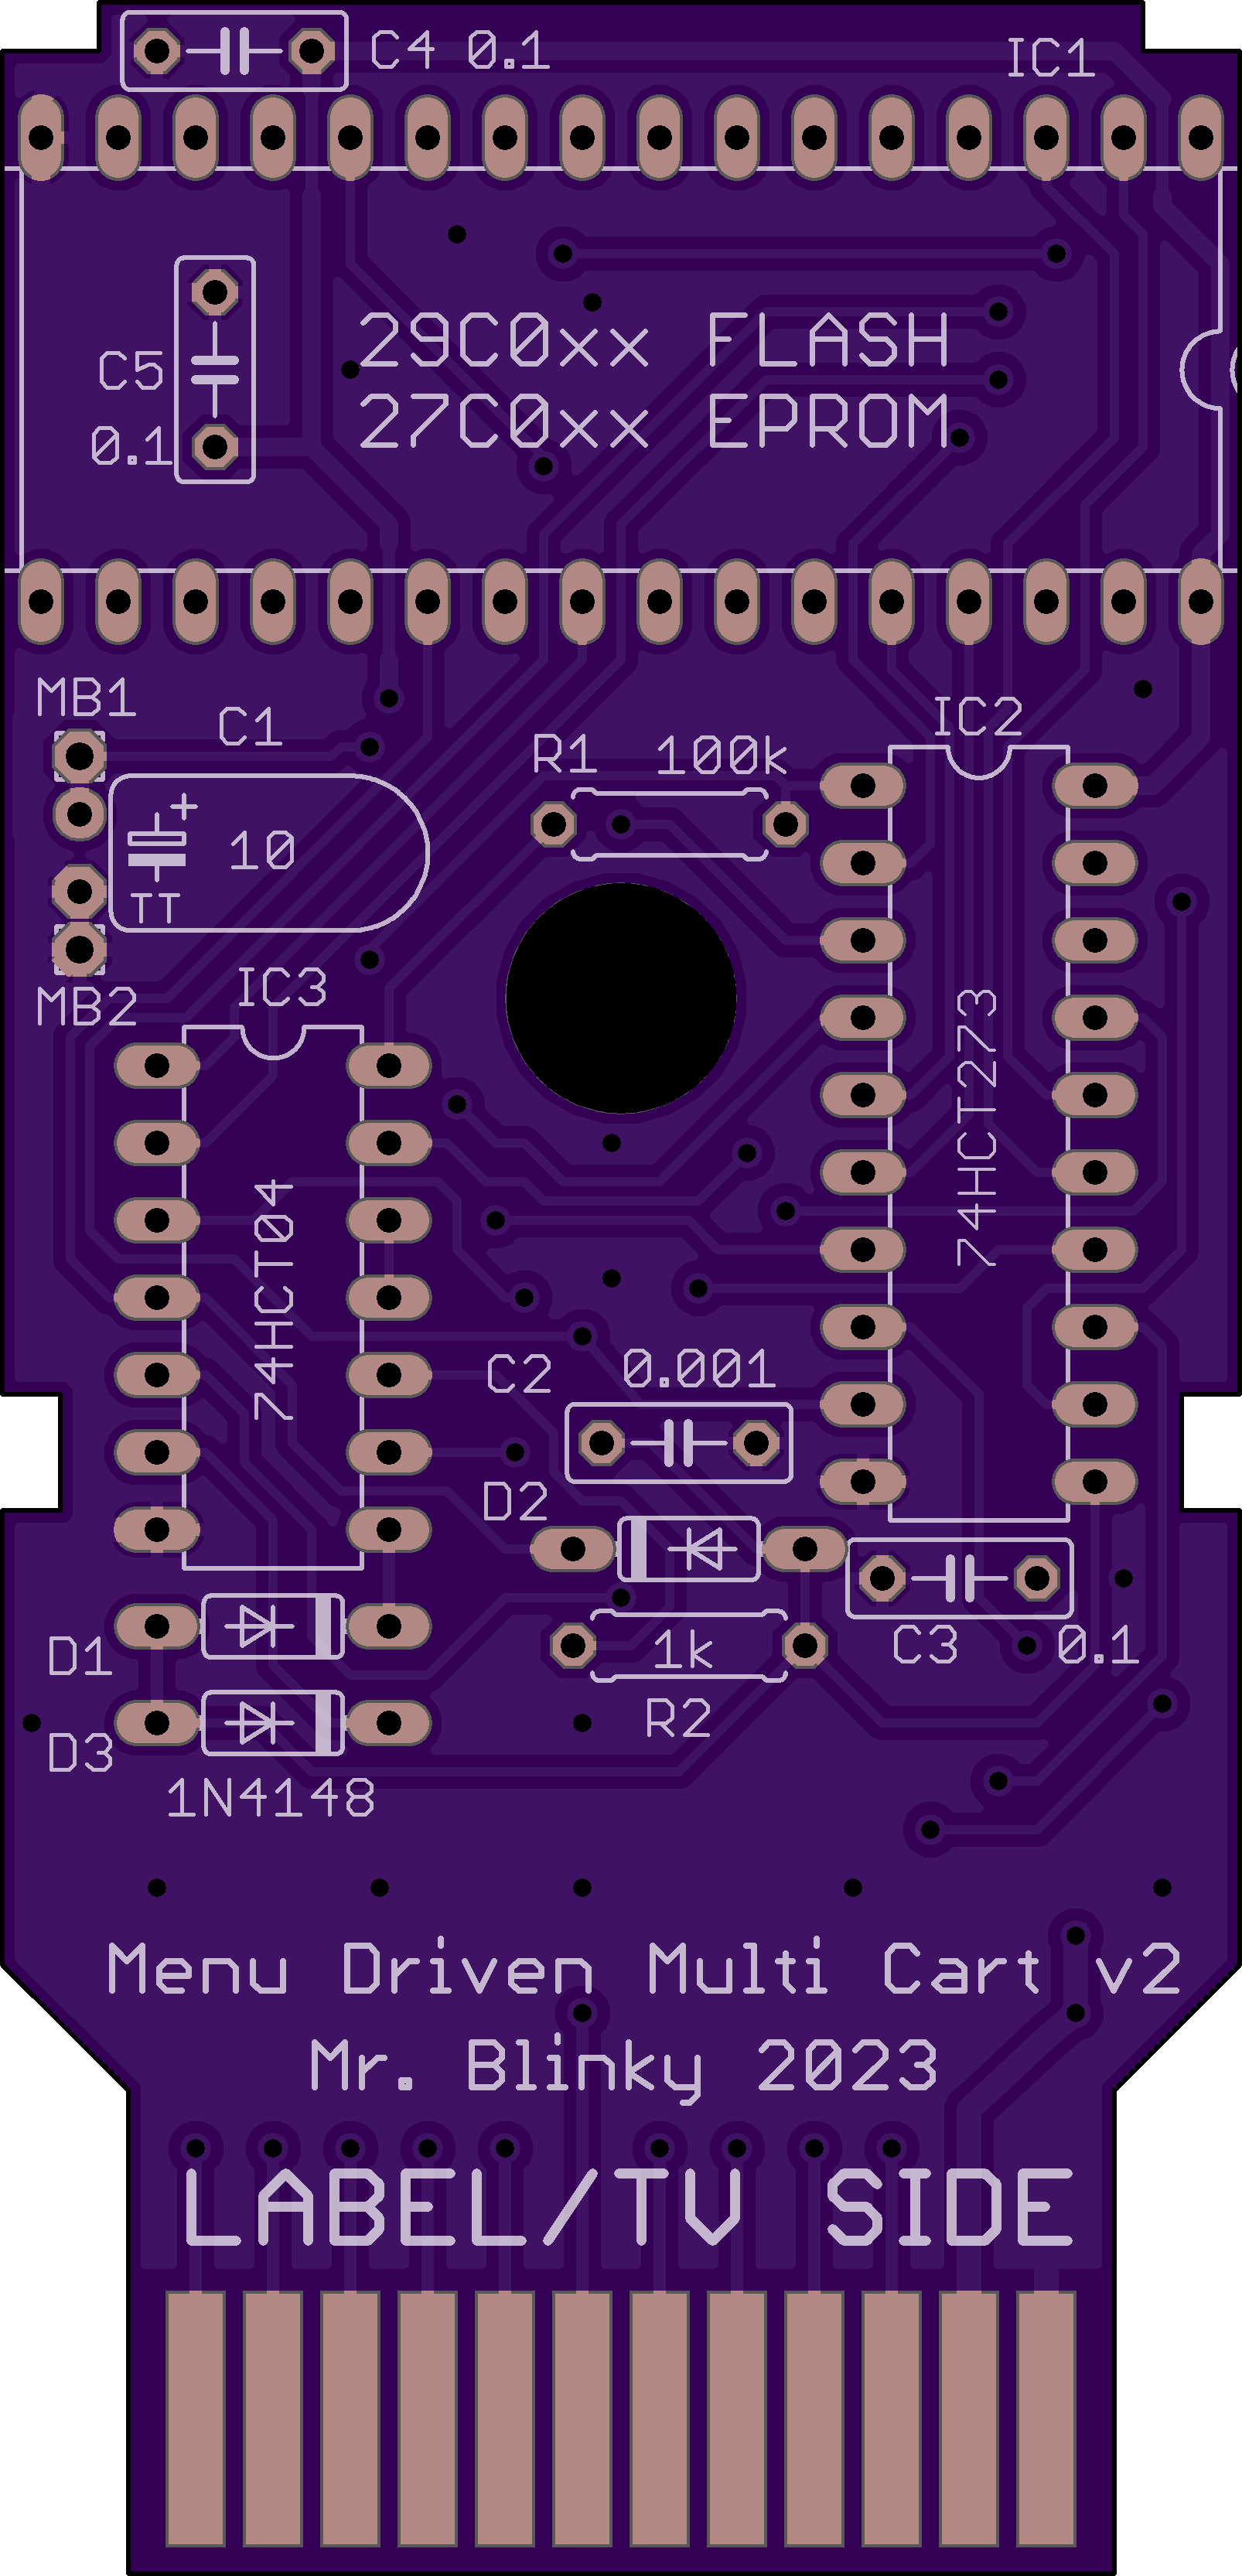 C4 0.1
IC1
29C0xx FLASH
27C0xx EPROM
C5
0.1
MB1
C1
IC2
R1 100k
+
10
TT
MB2
IC3
74HCT273
74HCT04
C2 0.001
D2
D1
1k
C3 0.1
R2
D3
1N4148
Menu Driven Multi Cart v2
Mr. Blinky 2023
LABEL/TV SIDE